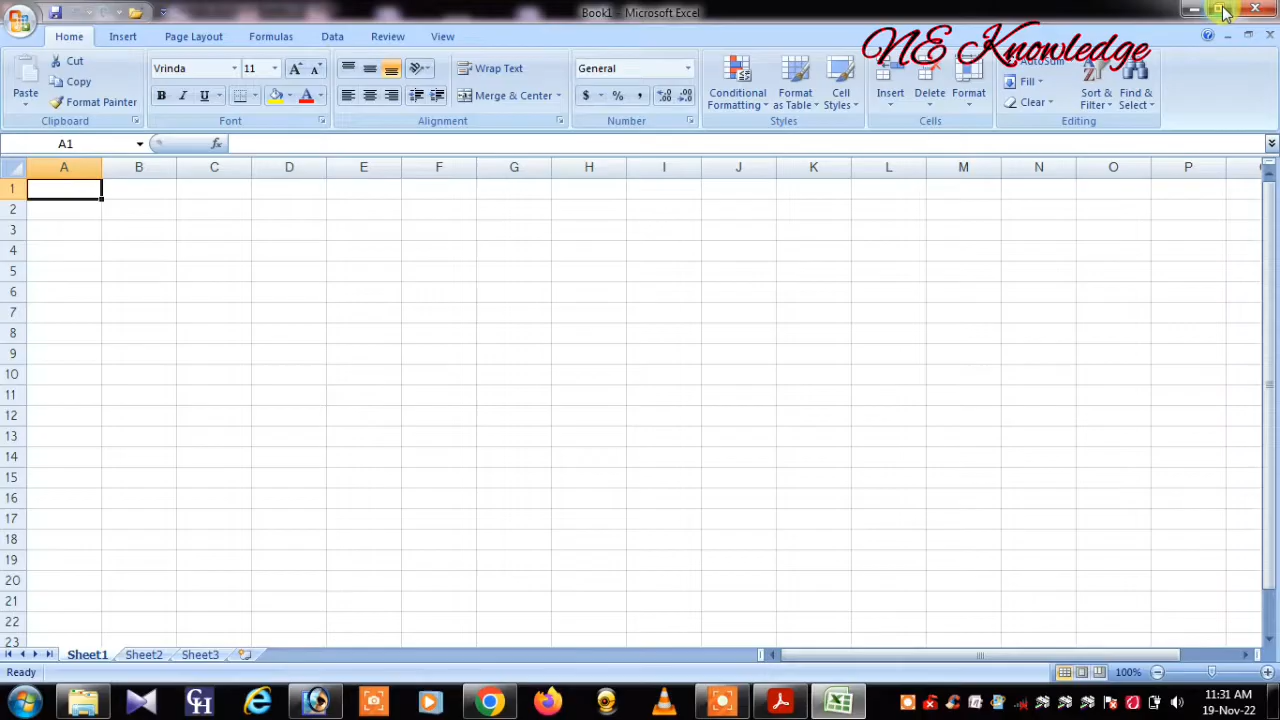 Book1 - Microsoft Excel
Home Insert Page Layout Formulas Data Review View
NE Knowledge
Cut
Copy
Format Painter
Paste
Clipboard
Vrinda 11
Font
Wrap Text
Merge & Center
Alignment
General
Number
Conditional Formatting
Format as Table
Cell Styles
Styles
Insert Delete Format
Cells
AutoSum
Fill
Clear
Sort & Filter
Find & Select
Editing
A1
A B C D E F G H I J K L M N O P
1
2
3
4
5
6
7
8
9
10
11
12
13
14
15
16
17
18
19
20
21
22
23
Sheet1 Sheet2 Sheet3
Ready
100%
11:31 AM
19-Nov-22